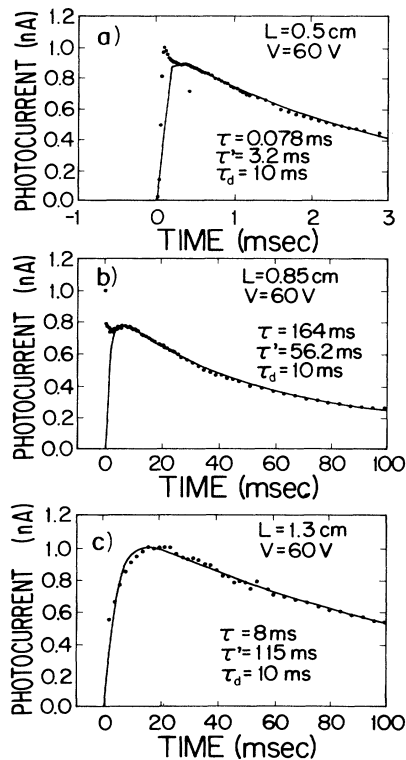 a)
L=0.5 cm
V=60 V
τ=0.078 ms
τ'=3.2 ms
τd= 10 ms
PHOTOCURRENT (nA)
1.2
1.0
0.8
0.6
0.4
0.2
0.0
-1 0 1 2 3
TIME (msec)
b)
L=0.85 cm
V=60 V
τ = 164 ms
τ'= 56.2 ms
τd= 10 ms
PHOTOCURRENT (nA)
1.2
1.0
0.8
0.6
0.4
0.2
0.0
0 20 40 60 80 100
TIME (msec)
c)
L = 1.3 cm
V=60 V
τ = 8 ms
τ'= 115 ms
τd= 10 ms
PHOTOCURRENT (nA)
1.2
1.0
0.8
0.6
0.4
0.2
0.0
0 20 40 60 80 100
TIME (msec)